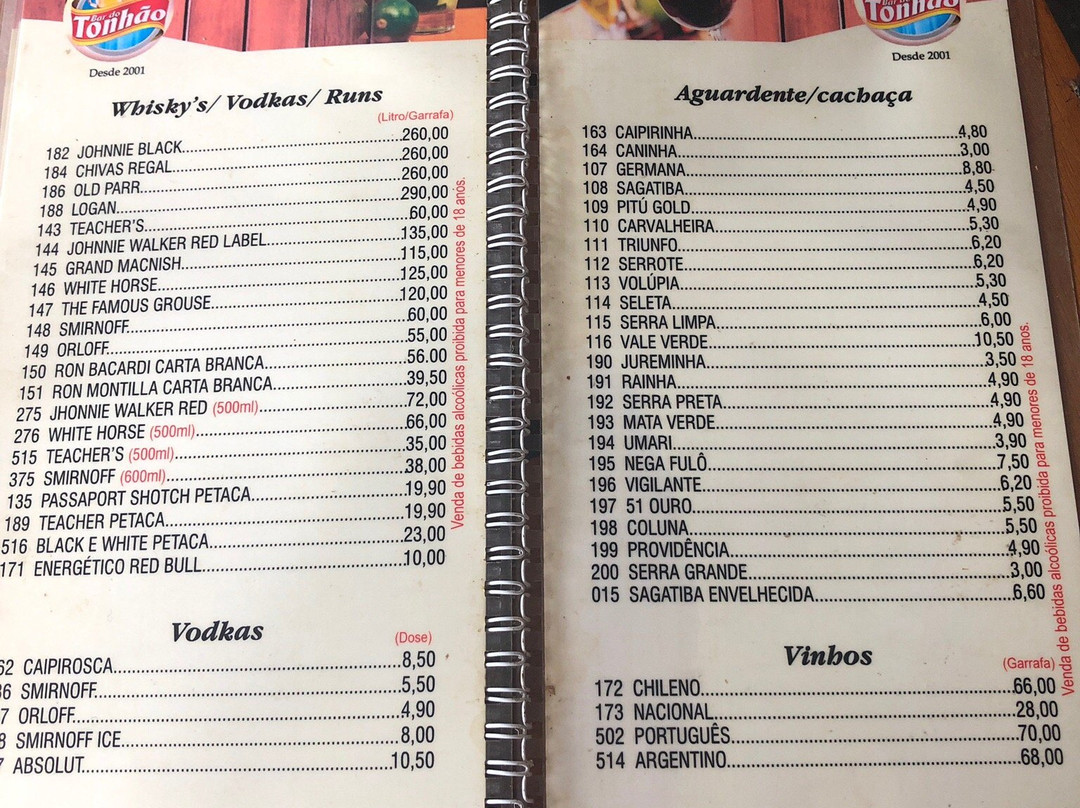 Bar do
Tonhão
Desde 2001
Whisky's/ Vodkas/ Runs
(Litro/Garrafa)
182 JOHNNIE BLACK...260,00
184 CHIVAS REGAL...260,00
186 OLD PARR...260,00
188 LOGAN...290,00
143 TEACHER'S...60,00
144 JOHNNIE WALKER RED LABEL...135,00
145 GRAND MACNISH...115,00
146 WHITE HORSE...125,00
147 THE FAMOUS GROUSE...120,00
148 SMIRNOFF...60,00
149 ORLOFF...55,00
150 RON BACARDI CARTA BRANCA...56.00
151 RON MONTILLA CARTA BRANCA...39,50
275 JHONNIE WALKER RED (500ml)...72,00
276 WHITE HORSE (500ml)...66,00
515 TEACHER'S (500ml)...35,00
375 SMIRNOFF (600ml)...38,00
135 PASSAPORT SHOTCH PETACA...19,90
189 TEACHER PETACA...19,90
516 BLACK E WHITE PETACA...23,00
171 ENERGÉTICO RED BULL...10,00
Venda de bebidas alcoólicas proibida para menores de 18 anos.
Vodkas
(Dose)
62 CAIPIROSCA...8,50
6 SMIRNOFF...5,50
7 ORLOFF...4,90
8 SMIRNOFF ICE...8,00
7 ABSOLUT...10,50
Bar do
Tonhão
Desde 2001
Aguardente/cachaça
163 CAIPIRINHA...4,80
164 CANINHA...3,00
107 GERMANA...8,80
108 SAGATIBA...4,50
109 PITÚ GOLD...4,90
110 CARVALHEIRA...5,30
111 TRIUNFO...6,20
112 SERROTE...6,20
113 VOLÚPIA...5,30
114 SELETA...4,50
115 SERRA LIMPA...6,00
116 VALE VERDE...10,50
190 JUREMINHA...3,50
191 RAINHA...4,90
192 SERRA PRETA...4,90
193 MATA VERDE...4,90
194 UMARI...3,90
195 NEGA FULÔ...7,50
196 VIGILANTE...6,20
197 51 OURO...5,50
198 COLUNA...5,50
199 PROVIDÊNCIA...4,90
200 SERRA GRANDE...3,00
015 SAGATIBA ENVELHECIDA...6,60
Venda de bebidas alcoólicas proibida para menores de 18 anos.
Vinhos
(Garrafa)
172 CHILENO...66,00
173 NACIONAL...28,00
502 PORTUGUÊS...70,00
514 ARGENTINO...68,00